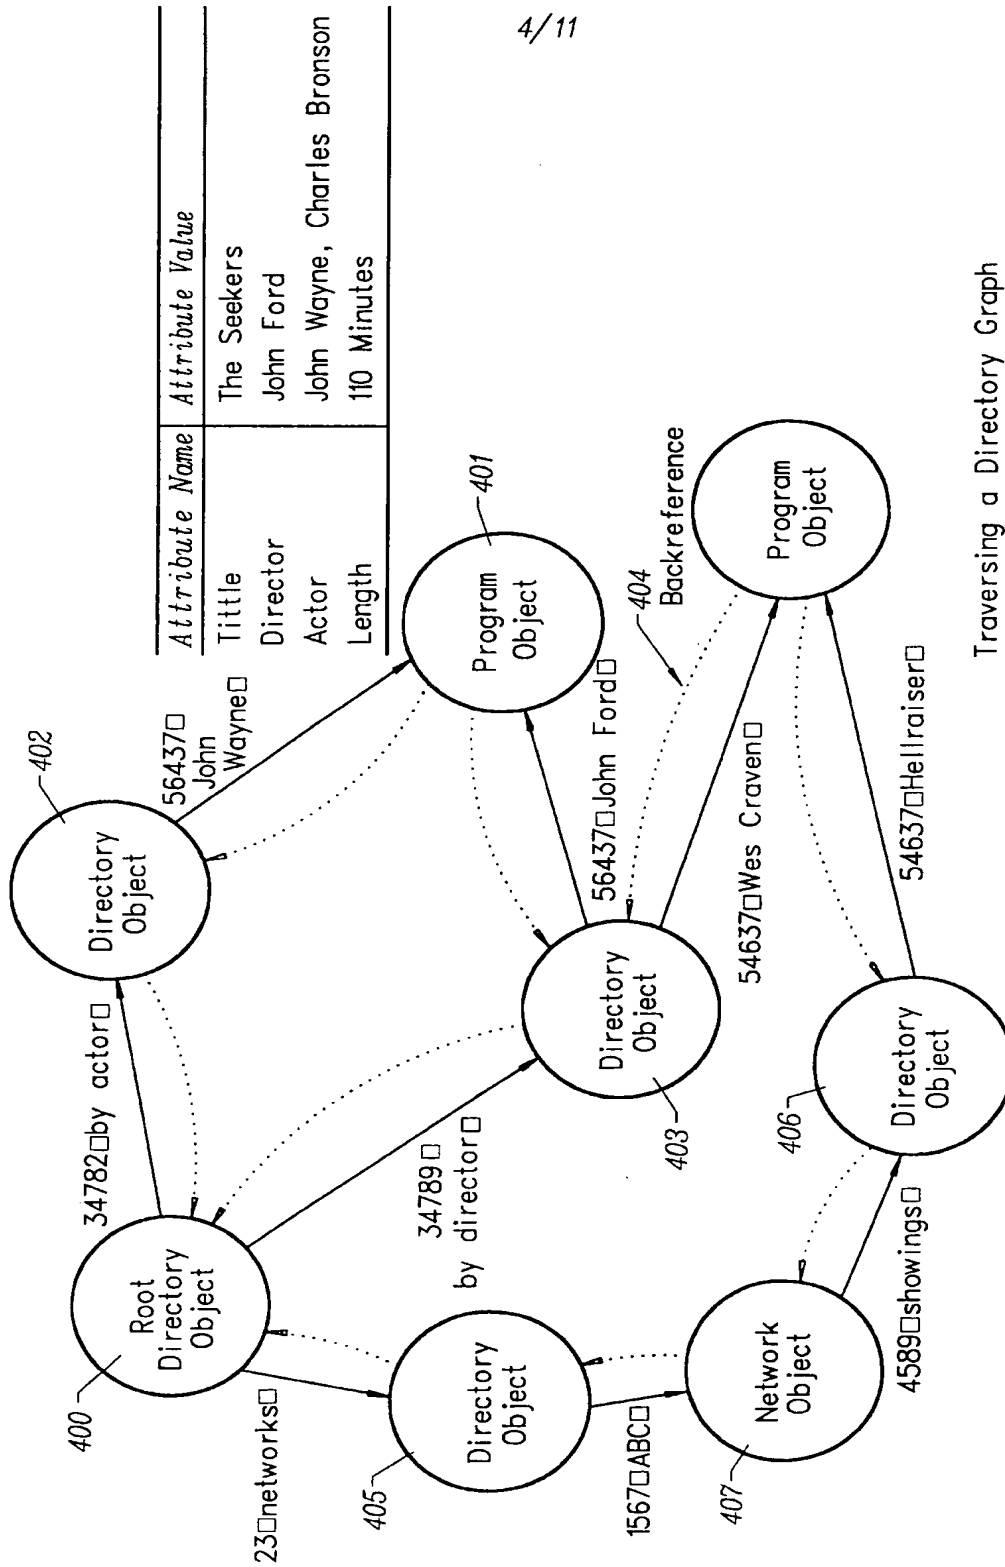 4/11
Attribute Name Attribute Value
Tittle The Seekers
Director John Ford
Actor John Wayne, Charles Bronson
Length 110 Minutes
402
Directory
Object
56437□
John
Wayne□
401
Program
Object
34782□by actor□
400
Root
Directory
Object
34789□
by director□
403
Directory
Object
56437□John Ford□
404
Backreference
54637□Wes Craven□
Program
Object
23□networks□
405
Directory
Object
1567□ABC□
407
Network
Object
4589□showings□
406
Directory
Object
54637□Hellraiser□
Traversing a Directory Graph